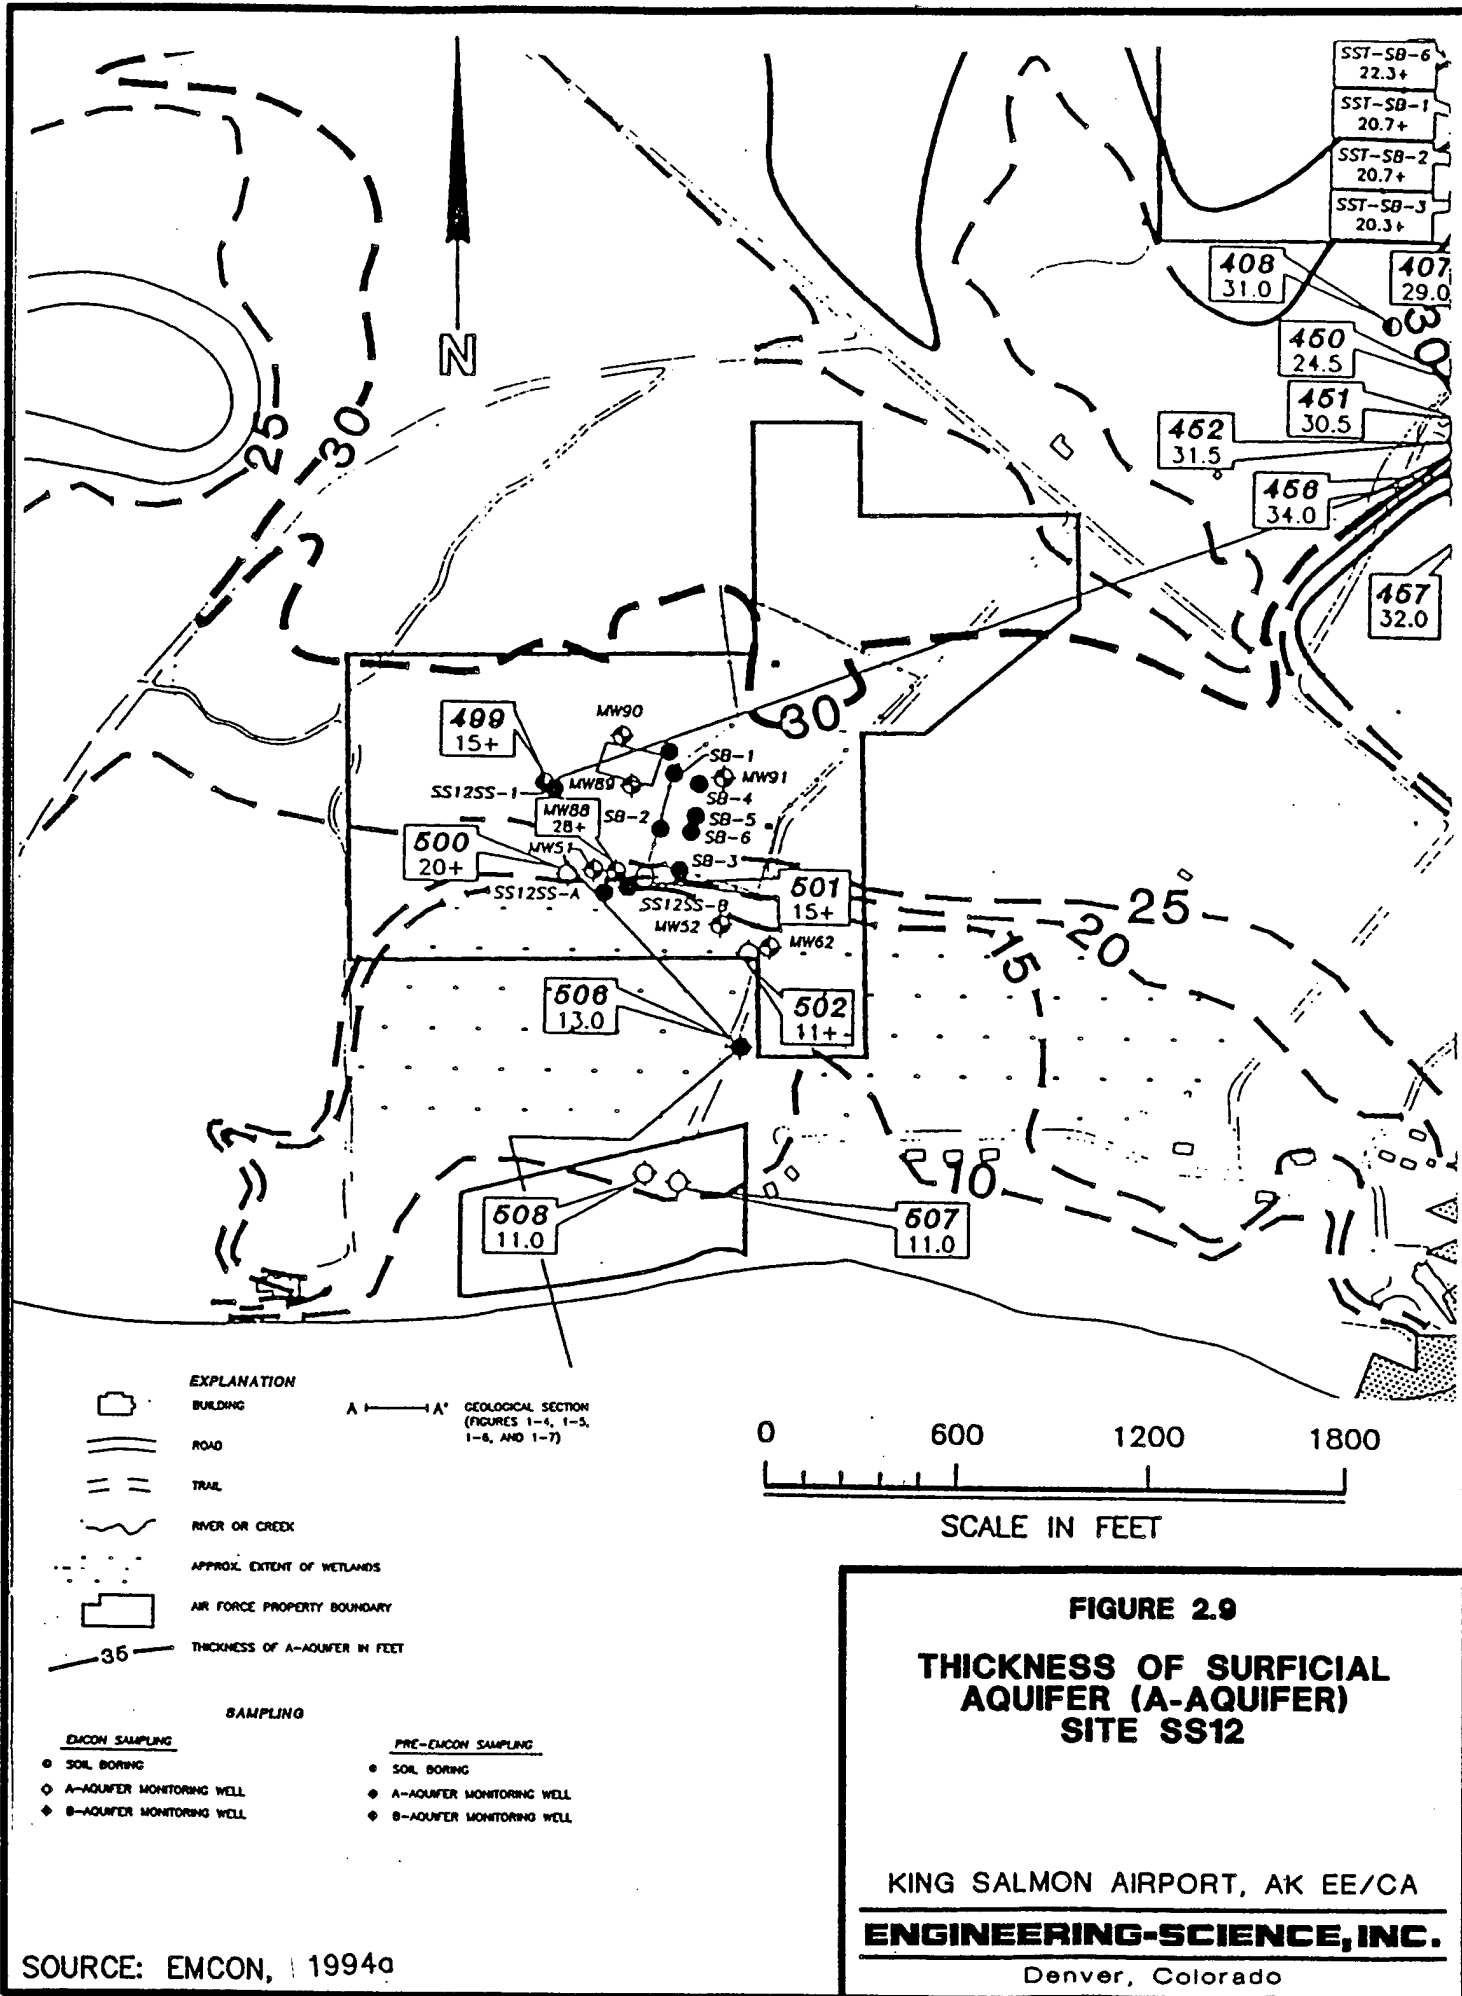 SST-SB-6
22.3+
SST-SB-1
20.7+
SST-SB-2
20.7+
SST-SB-3
20.3+
408
31.0
407
29.0
30
450
24.5
451
30.5
452
31.5
456
34.0
457
32.0
N
25
30
30
499
15+
MW90
SB-1
MW91
MW89
SS12SS-1
SB-4
MW88
28+
SB-2
SB-5
SB-6
500
20+
MW51
SB-3
SS12SS-A
SS12SS-B
501
15+
MW52
MW62
25
20
15
506
13.0
502
11+
10
508
11.0
507
11.0
EXPLANATION
BUILDING
ROAD
TRAIL
RIVER OR CREEK
APPROX. EXTENT OF WETLANDS
AIR FORCE PROPERTY BOUNDARY
35
THICKNESS OF A-AQUIFER IN FEET
A A' GEOLOGICAL SECTION
(FIGURES 1-4, 1-5,
1-6, AND 1-7)
0 600 1200 1800
SCALE IN FEET
SAMPLING
EMCON SAMPLING
SOIL BORING
A-AQUIFER MONITORING WELL
B-AQUIFER MONITORING WELL
PRE-EMCON SAMPLING
SOIL BORING
A-AQUIFER MONITORING WELL
B-AQUIFER MONITORING WELL
FIGURE 2.9
THICKNESS OF SURFICIAL
AQUIFER (A-AQUIFER)
SITE SS12
KING SALMON AIRPORT, AK EE/CA
ENGINEERING-SCIENCE, INC.
Denver, Colorado
SOURCE: EMCON, 1994a